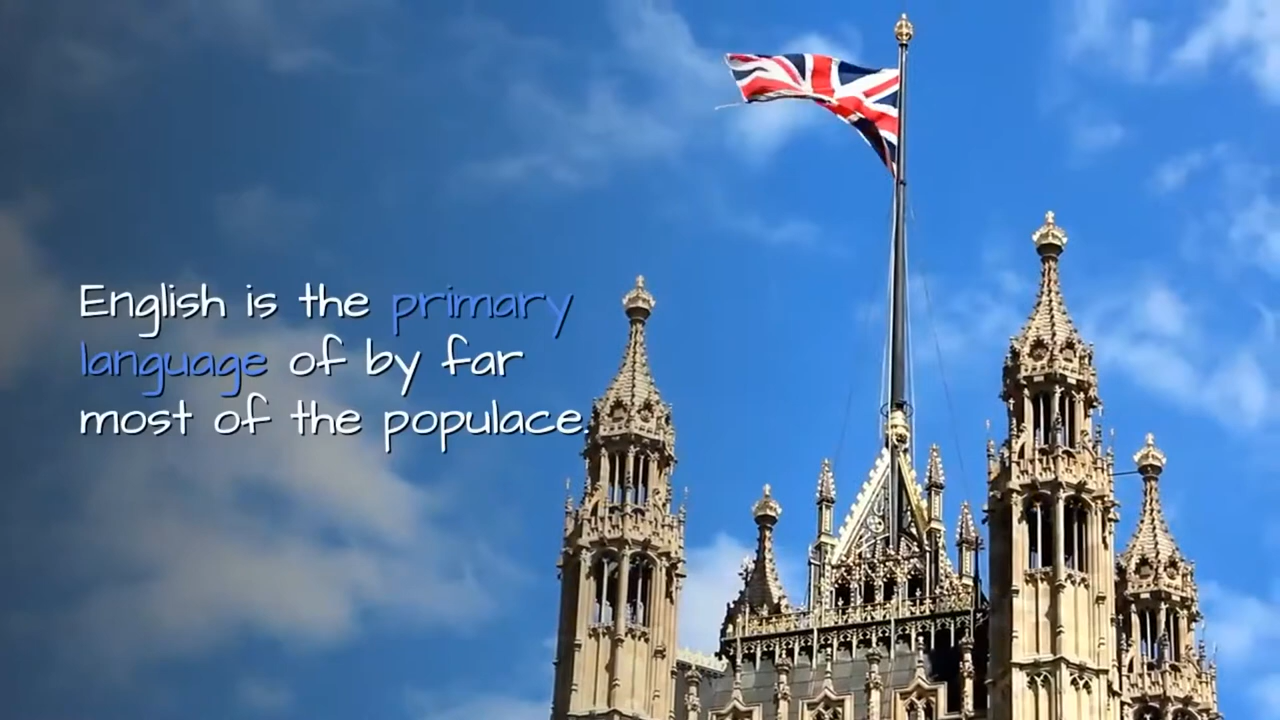 English is the primary
language of by far
most of the populace.